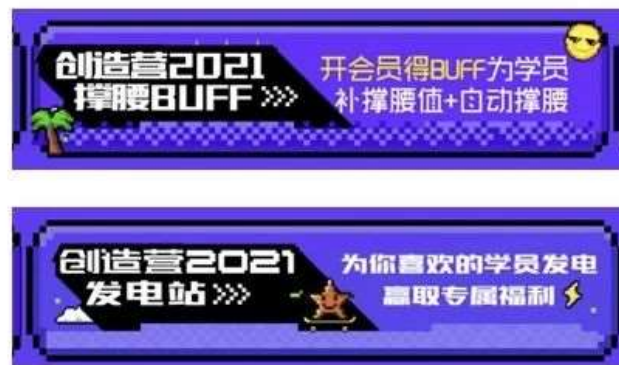 创造营2021
撑腰BUFF >>>
开会员得BUFF为学员
补撑腰值+自动撑腰
创造营2021
发电站 >>>
为你喜欢的学员发电
赢取专属福利